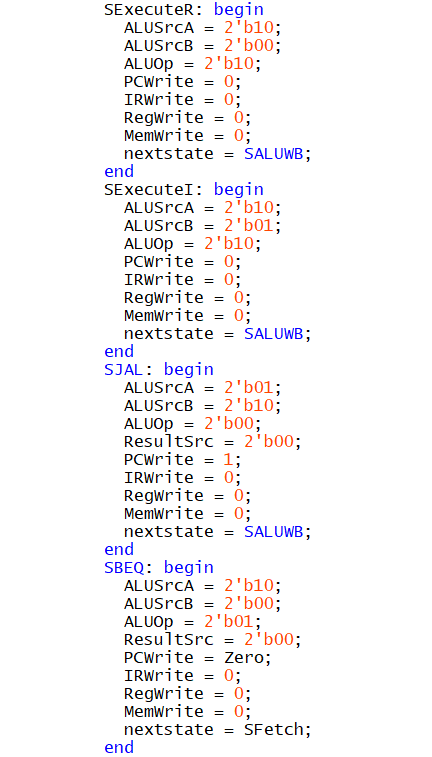 SExecuteR: begin
ALUSrcA = 2'b10;
ALUSrcB = 2'b00;
ALUOp = 2'b10;
PCWrite = 0;
IRWrite = 0;
RegWrite = 0;
MemWrite = 0;
nextstate = SALUWB;
end
SExecuteI: begin
ALUSrcA = 2'b10;
ALUSrcB = 2'b01;
ALUOp = 2'b10;
PCWrite = 0;
IRWrite = 0;
RegWrite = 0;
MemWrite = 0;
nextstate = SALUWB;
end
SJAL: begin
ALUSrcA = 2'b01;
ALUSrcB = 2'b10;
ALUOp = 2'b00;
ResultSrc = 2'b00;
PCWrite = 1;
IRWrite = 0;
RegWrite = 0;
MemWrite = 0;
nextstate = SALUWB;
end
SBEQ: begin
ALUSrcA = 2'b10;
ALUSrcB = 2'b00;
ALUOp = 2'b01;
ResultSrc = 2'b00;
PCWrite = Zero;
IRWrite = 0;
RegWrite = 0;
MemWrite = 0;
nextstate = SFetch;
end